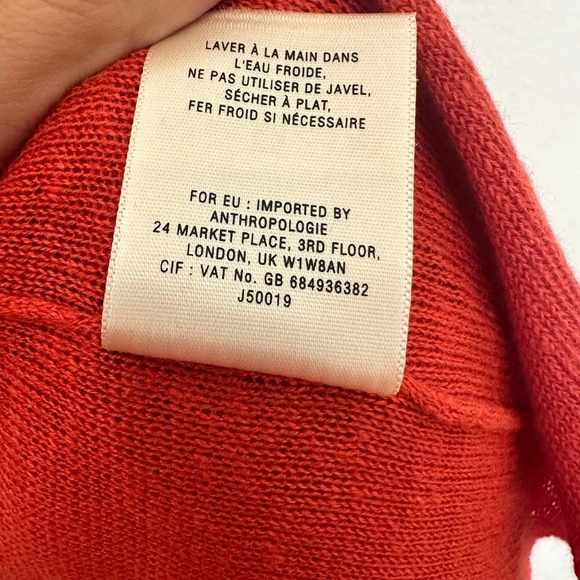 LAVER À LA MAIN DANS
L'EAU FROIDE,
NE PAS UTILISER DE JAVEL,
SÉCHER À PLAT,
FER FROID SI NÉCESSAIRE
FOR EU : IMPORTED BY
ANTHROPOLOGIE
24 MARKET PLACE, 3RD FLOOR,
LONDON, UK W1W8AN
CIF : VAT No. GB 684936382
J50019